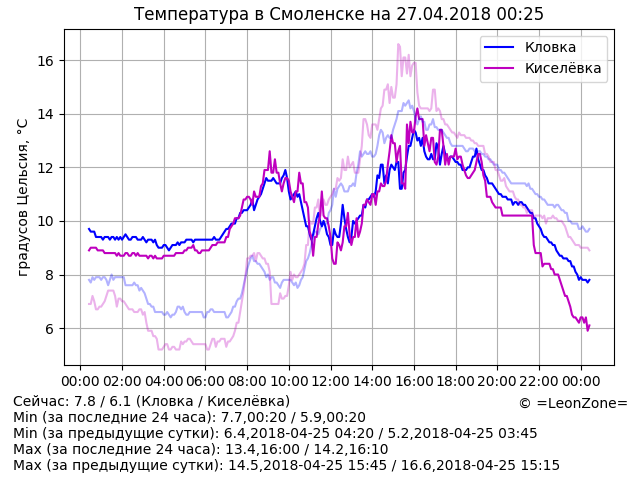 Температура в Смоленске на 27.04.2018 00:25
градусов Цельсия, °C
16
14
12
10
8
6
Кловка
Киселёвка
00:00 02:00 04:00 06:00 08:00 10:00 12:00 14:00 16:00 18:00 20:00 22:00 00:00
Сейчас: 7.8 / 6.1 (Кловка / Киселёвка)
© =LeonZone=
Min (за последние 24 часа): 7.7,00:20 / 5.9,00:20
Min (за предыдущие сутки): 6.4,2018-04-25 04:20 / 5.2,2018-04-25 03:45
Max (за последние 24 часа): 13.4,16:00 / 14.2,16:10
Max (за предыдущие сутки): 14.5,2018-04-25 15:45 / 16.6,2018-04-25 15:15